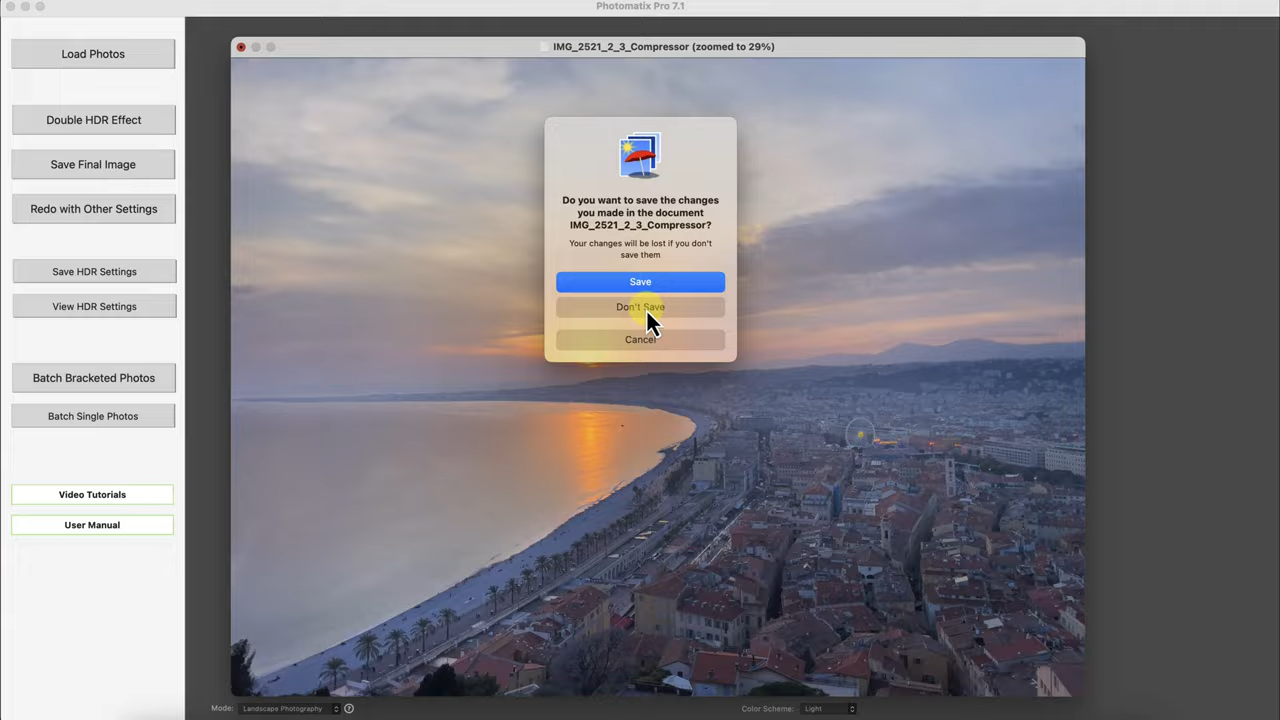 Photomatix Pro 7.1
Load Photos
Double HDR Effect
Save Final Image
Redo with Other Settings
Save HDR Settings
View HDR Settings
Batch Bracketed Photos
Batch Single Photos
Video Tutorials
User Manual
IMG_2521_2_3_Compressor (zoomed to 29%)
Do you want to save the changes
you made in the document
IMG_2521_2_3_Compressor?
Your changes will be lost if you don't
save them
Save
Don't Save
Cancel
Mode: Landscape Photography ?
Color Scheme: Light